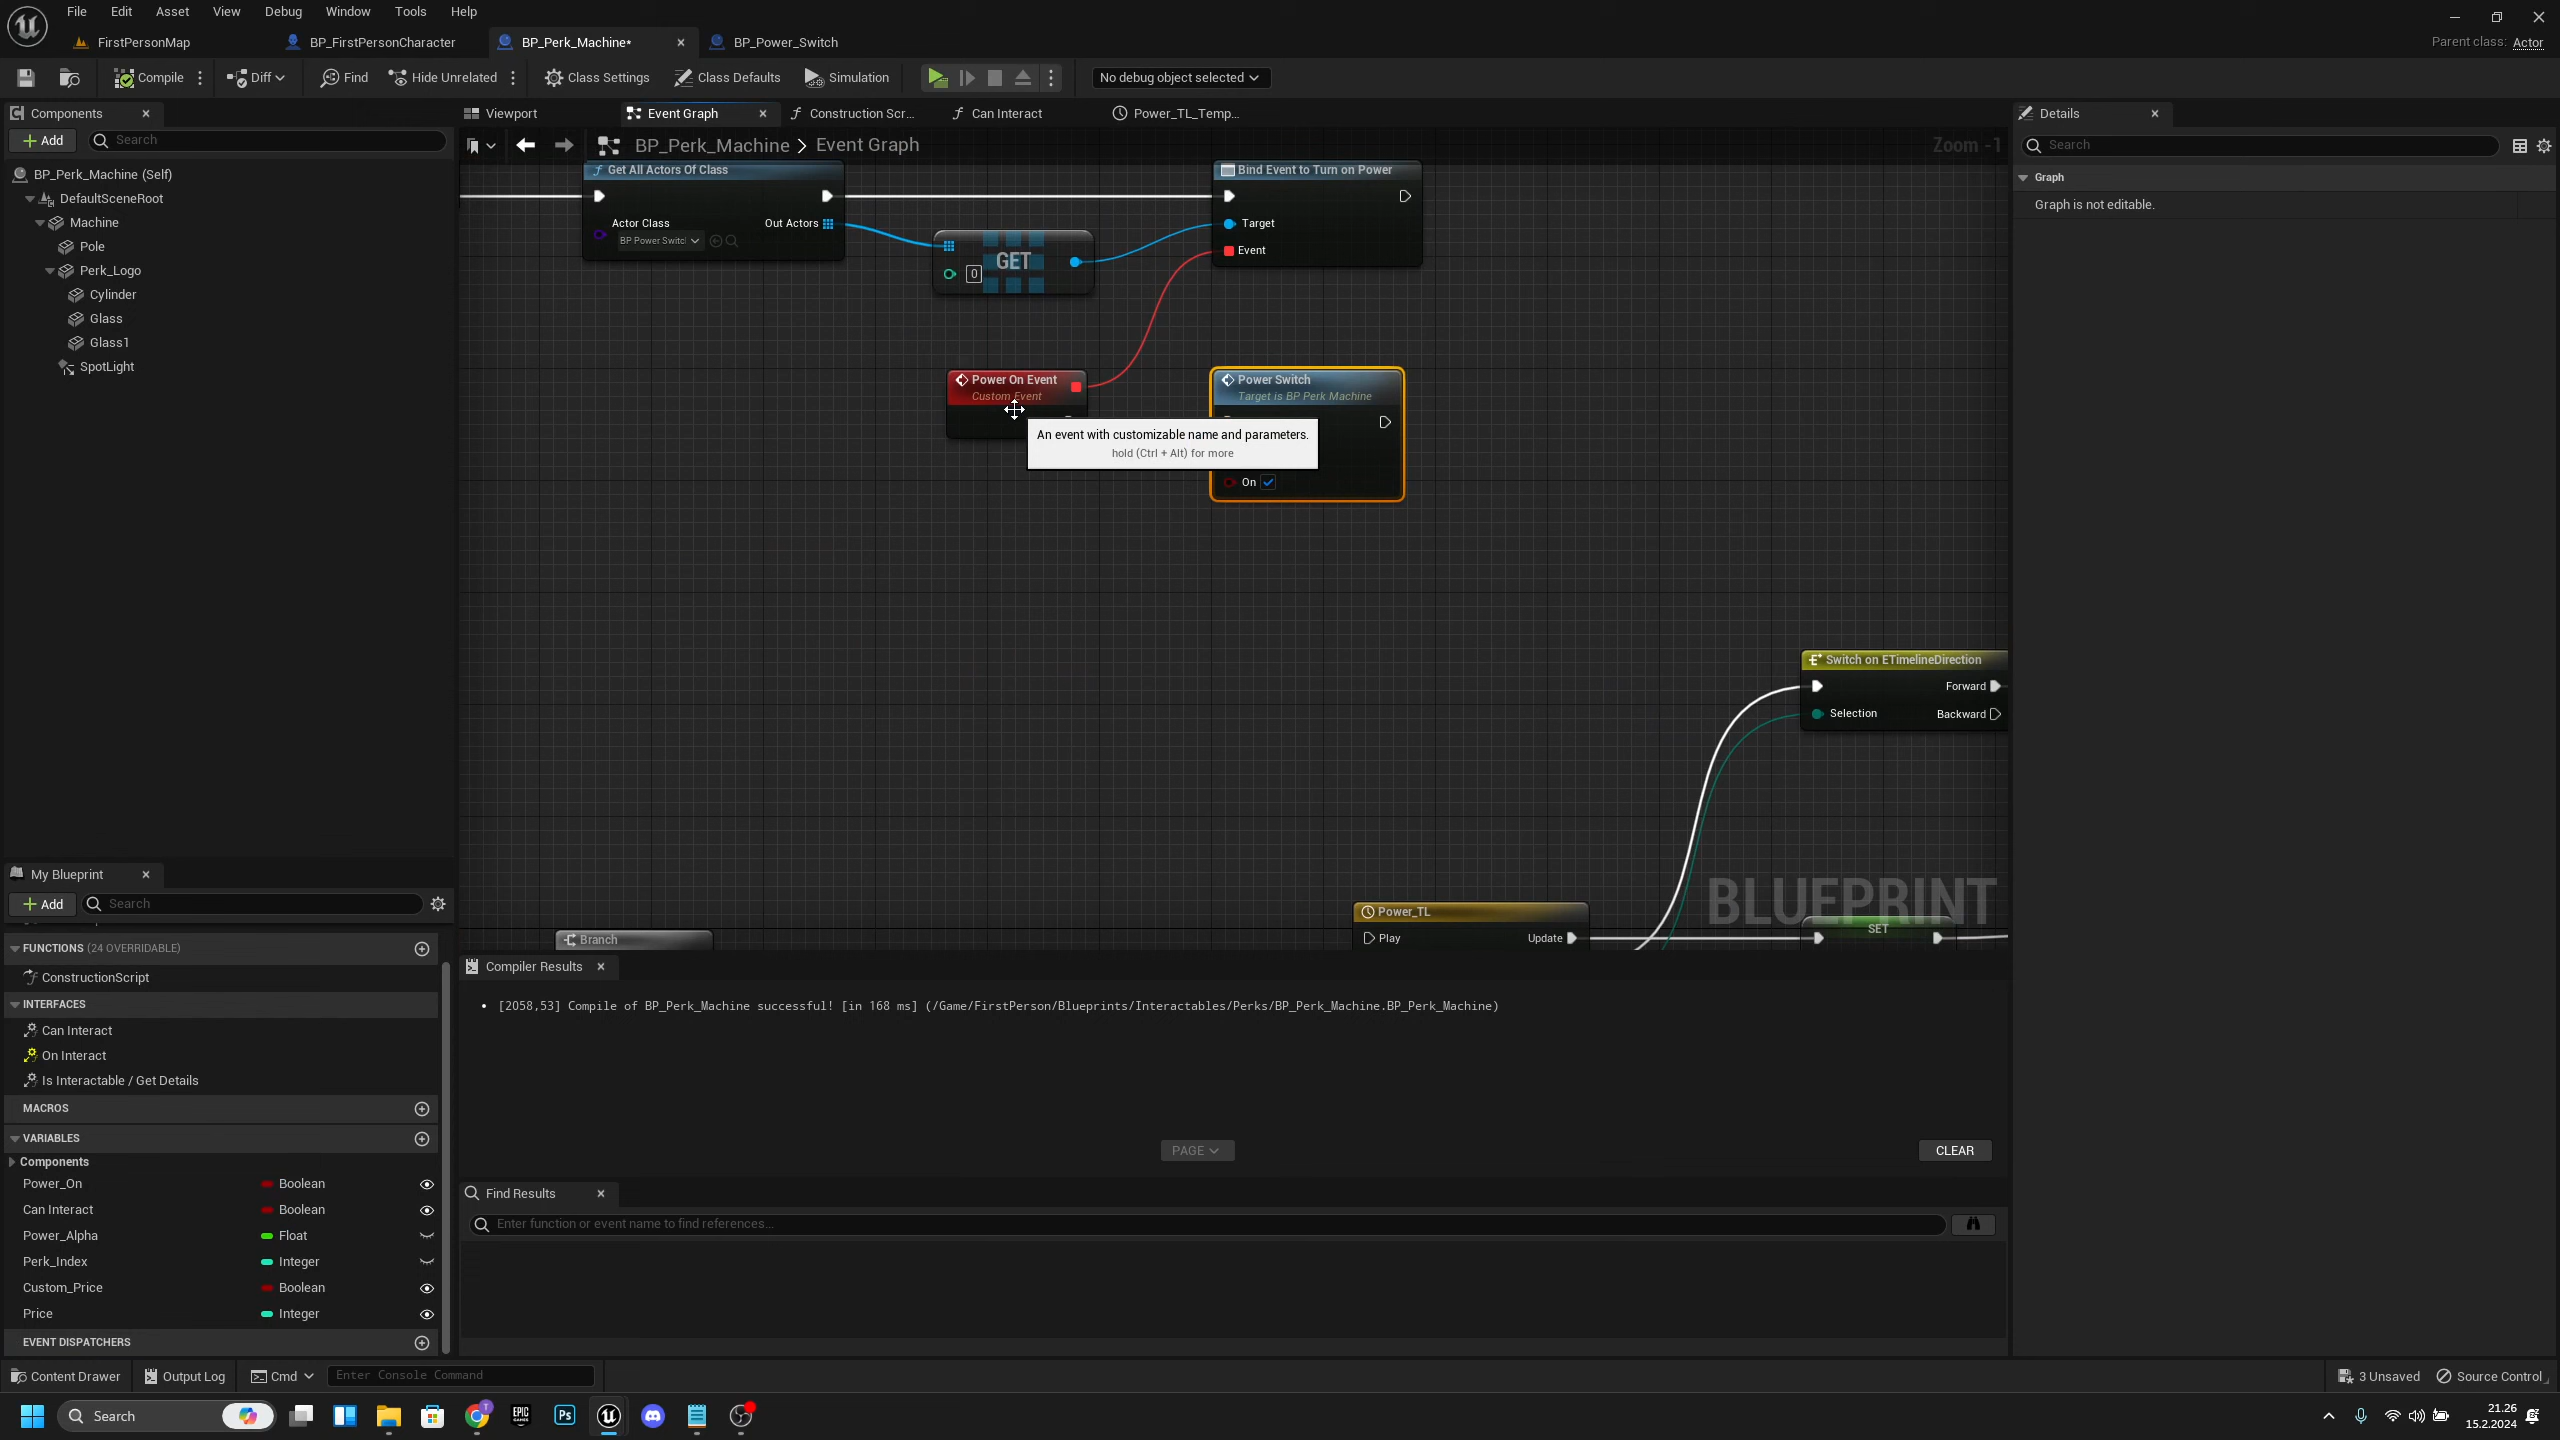 File Edit Asset View Debug Window Tools Help
FirstPersonMap BP_FirstPersonCharacter BP_Perk_Machine* BP_Power_Switch Parent class: Actor
Compile Diff Find Hide Unrelated Class Settings Class Defaults Simulation No debug object selected
Components
Add Search
BP_Perk_Machine (Self)
DefaultSceneRoot
Machine
Pole
Perk_Logo
Cylinder
Glass
Glass1
SpotLight
My Blueprint
Add Search
FUNCTIONS (24 OVERRIDABLE)
ConstructionScript
INTERFACES
Can Interact
On Interact
Is Interactable / Get Details
MACROS
VARIABLES
Components
Power_On Boolean
Can Interact Boolean
Power_Alpha Float
Perk_Index Integer
Custom_Price Boolean
Price Integer
EVENT DISPATCHERS
Viewport Event Graph Construction Scr... Can Interact Power_TL_Temp...
BP_Perk_Machine > Event Graph Zoom -1
Get All Actors Of Class
Actor Class Out Actors
BP Power Switc
GET
0
Bind Event to Turn on Power
Target
Event
Power On Event
Custom Event
An event with customizable name and parameters.
hold (Ctrl + Alt) for more
Power Switch
Target is BP Perk Machine
On
Switch on ETimelineDirection
Forward
Selection Backward
BLUEPRINT
Power_TL
Play Update
SET
Branch
Compiler Results
• [2058,53] Compile of BP_Perk_Machine successful! [in 168 ms] (/Game/FirstPerson/Blueprints/Interactables/Perks/BP_Perk_Machine.BP_Perk_Machine)
PAGE CLEAR
Find Results
Enter function or event name to find references...
Details
Search
Graph
Graph is not editable.
Content Drawer Output Log Cmd Enter Console Command 3 Unsaved Source Control
Search EPIC GAMES Ps T
21.26
15.2.2024